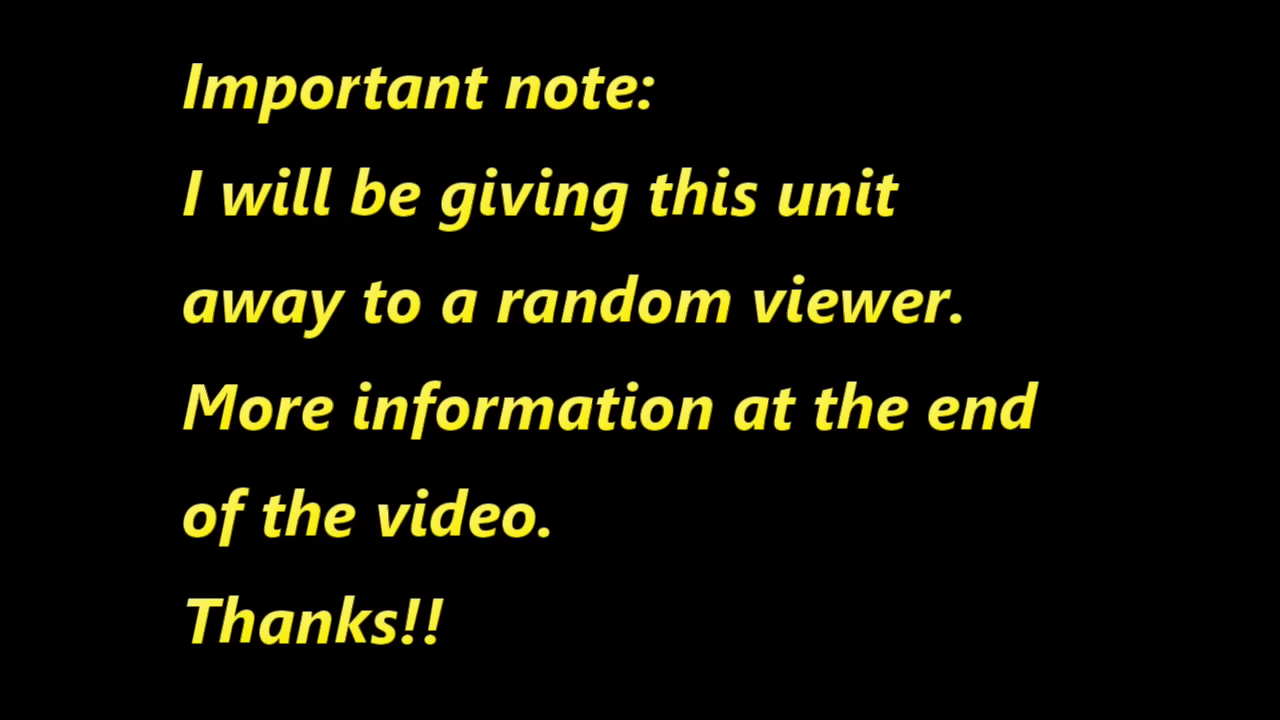 Important note:
I will be giving this unit
away to a random viewer.
More information at the end
of the video.
Thanks!!